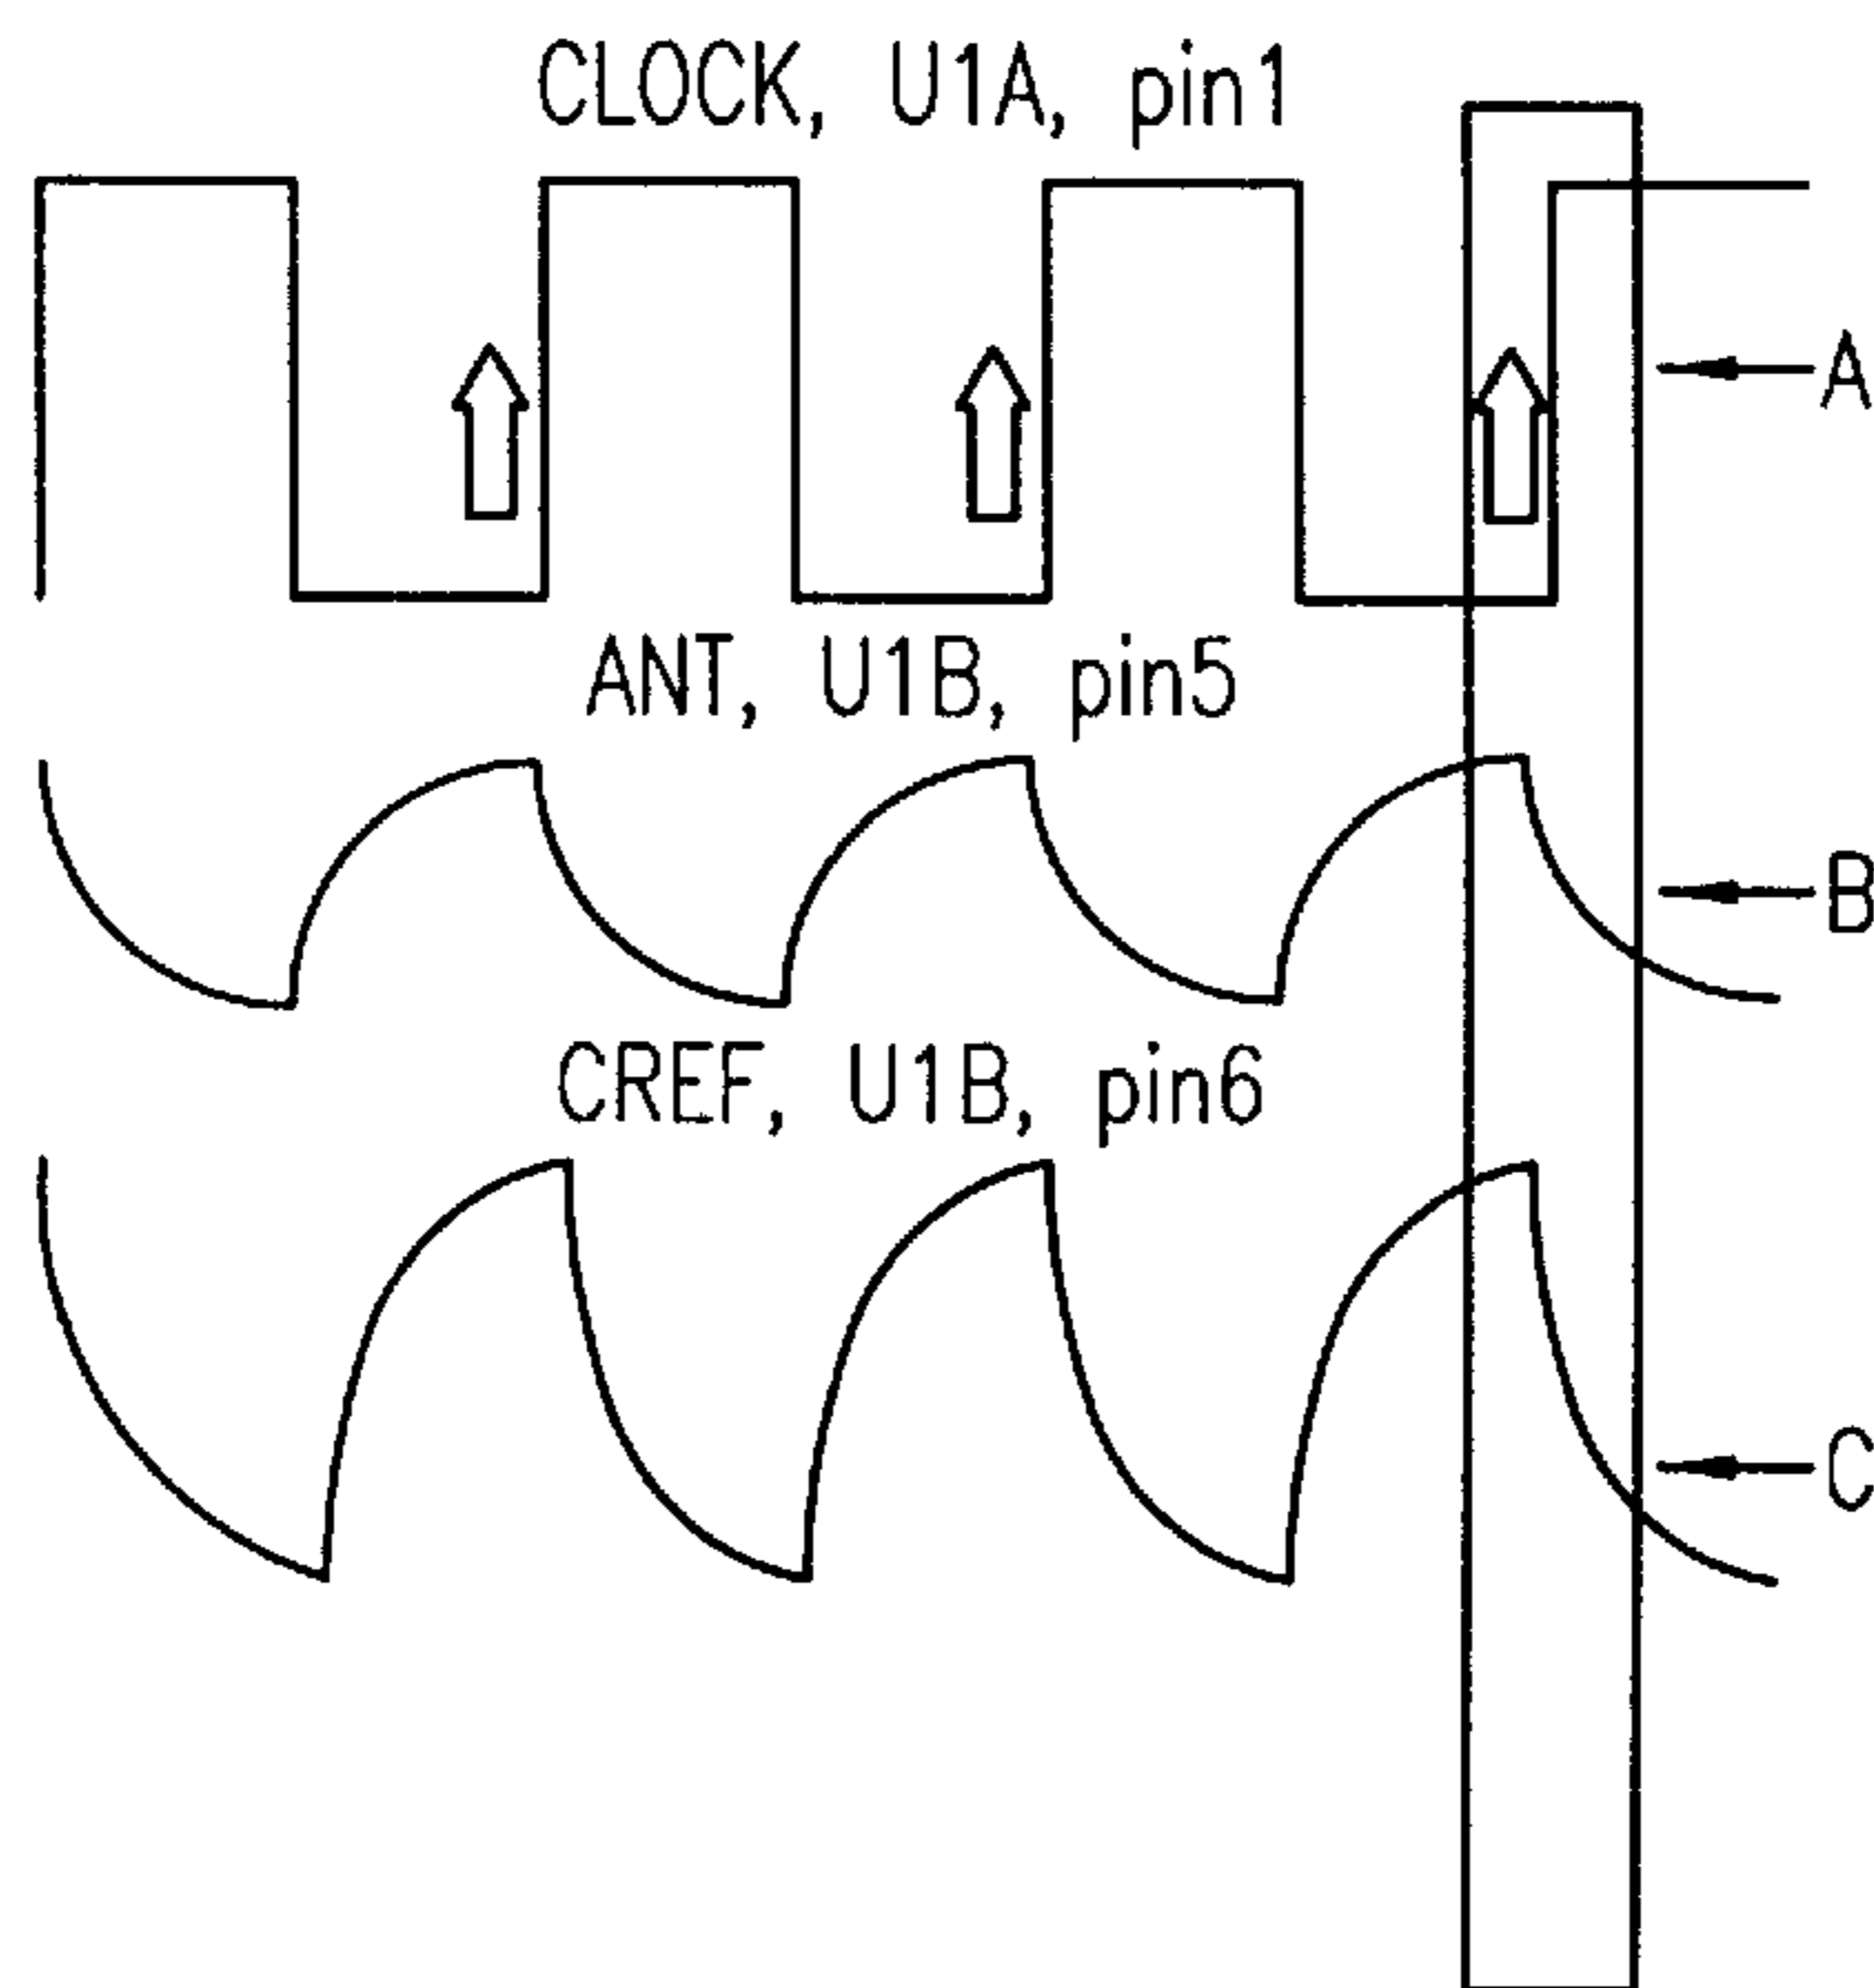 CLOCK, U1A, pin1
A
ANT, U1B, pin5
B
CREF, U1B, pin6
C